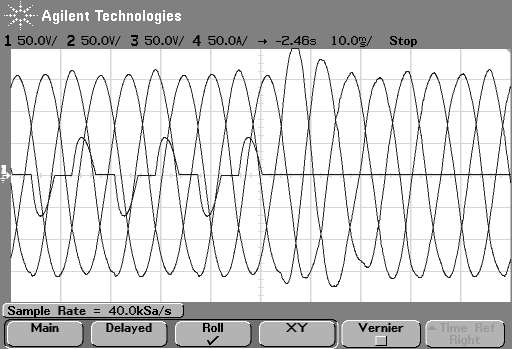 Agilent Technologies
1 50.0V/ 2 50.0V/ 3 50.0V/ 4 50.0A/ → -2.46s 10.0㎧/ Stop
Sample Rate = 40.0kSa/s
Main Delayed Roll XY Vernier Time Ref
✓ Right